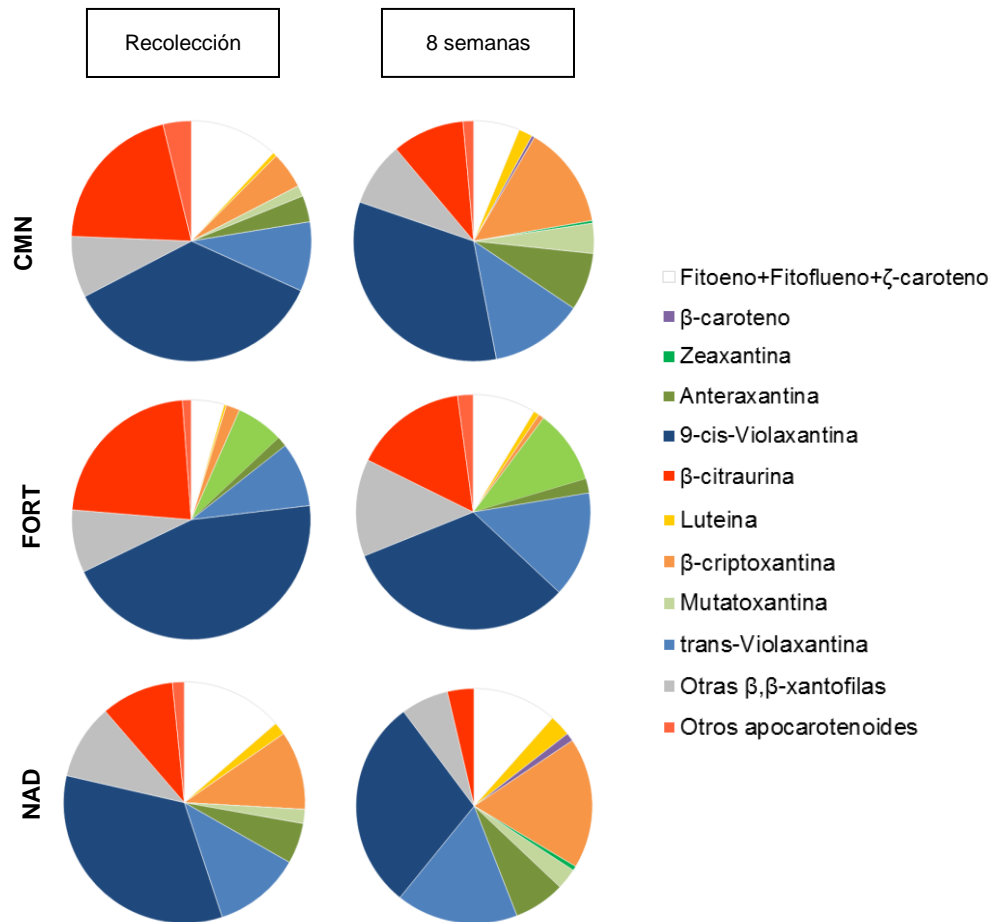 Recolección
8 semanas
CMN
FORT
NAD
Fitoeno+Fitoflueno+ζ-caroteno
β-caroteno
Zeaxantina
Anteraxantina
9-cis-Violaxantina
β-citraurina
Luteina
β-criptoxantina
Mutatoxantina
trans-Violaxantina
Otras β,β-xantofilas
Otros apocarotenoides